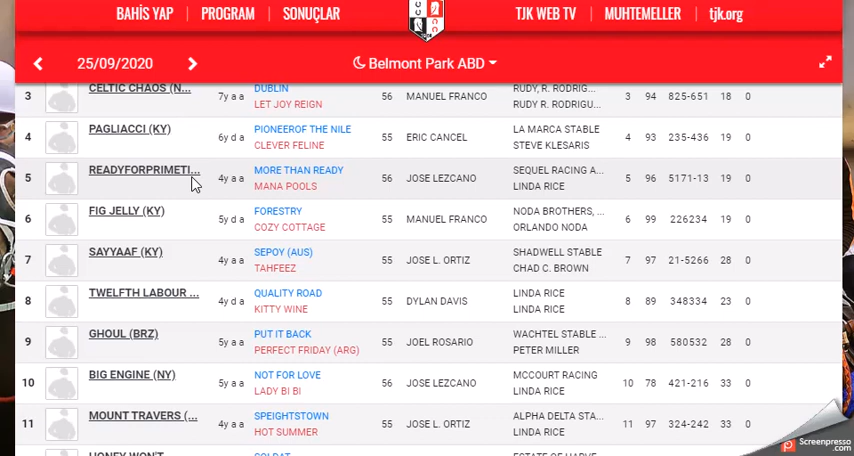 BAHİS YAP | PROGRAM | SONUÇLAR TJK WEB TV | MUHTEMELLER | tjk.org
25/09/2020 Belmont Park ABD
3 CELTIC CHAOS (N... 7y a a DUBLIN 56 MANUEL FRANCO RUDY, R. RODRIG... 3 94 825-651 18 0
LET JOY REIGN RUDY R. RODRIGU...
4 PAGLIACCI (KY) 6y d a PIONEEROF THE NILE 55 ERIC CANCEL LA MARCA STABLE 4 93 235-436 19 0
CLEVER FELINE STEVE KLESARIS
5 READYFORPRIMETI... 4y a a MORE THAN READY 56 JOSE LEZCANO SEQUEL RACING A... 5 96 5171-13 19 0
MANA POOLS LINDA RICE
6 FIG JELLY (KY) 5y d a FORESTRY 55 MANUEL FRANCO NODA BROTHERS, ... 6 99 226234 19 0
COZY COTTAGE ORLANDO NODA
7 SAYYAAF (KY) 4y a a SEPOY (AUS) 55 JOSE L. ORTIZ SHADWELL STABLE 7 97 21-5266 28 0
TAHFEEZ CHAD C. BROWN
8 TWELFTH LABOUR ... 4y d a QUALITY ROAD 55 DYLAN DAVIS LINDA RICE 8 89 348334 23 0
KITTY WINE LINDA RICE
9 GHOUL (BRZ) 5y a a PUT IT BACK 55 JOEL ROSARIO WACHTEL STABLE ... 9 98 580532 28 0
PERFECT FRIDAY (ARG) PETER MILLER
10 BIG ENGINE (NY) 5y a a NOT FOR LOVE 56 JOSE LEZCANO MCCOURT RACING 10 78 421-216 33 0
LADY BI BI LINDA RICE
11 MOUNT TRAVERS (... 4y a a SPEIGHTSTOWN 55 JOSE L. ORTIZ ALPHA DELTA STA... 11 97 324-242 33 0
HOT SUMMER LINDA RICE
Screenpresso
.com